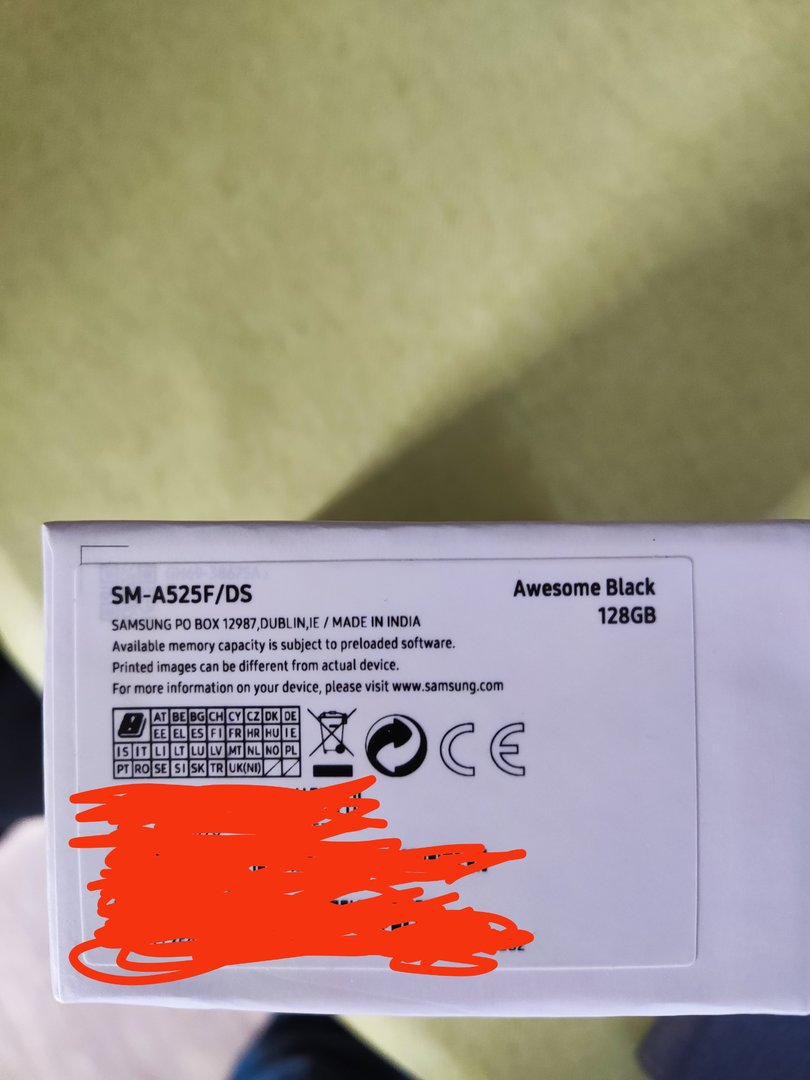 SM-A525F/DS
Awesome Black
128GB
SAMSUNG PO BOX 12987,DUBLIN,IE / MADE IN INDIA
Available memory capacity is subject to preloaded software.
Printed images can be different from actual device.
For more information on your device, please visit www.samsung.com
AT BE BG CH CY CZ DK DE
EE EL ES FI FR HR HU IE
IS IT LI LT LU LV MT NL NO PL
PT RO SE SI SK TR UK(NI)
CE